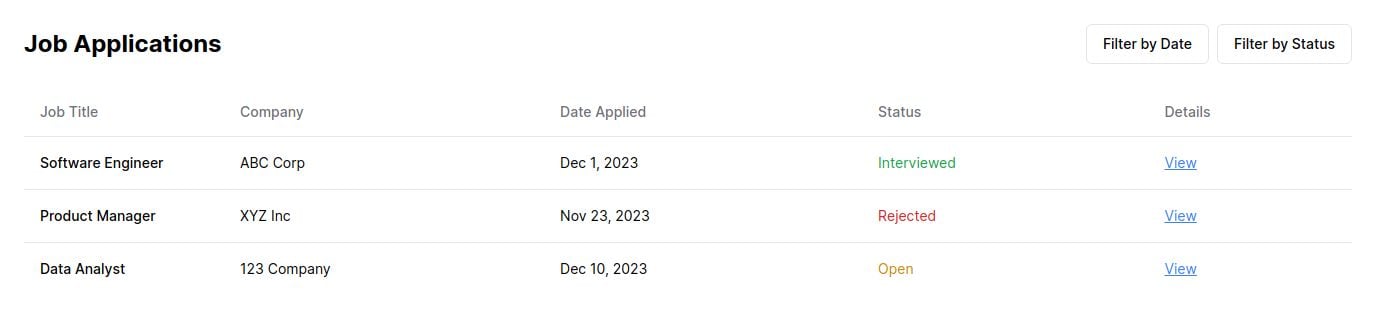 Job Applications Filter by Date Filter by Status
Job Title Company Date Applied Status Details
Software Engineer ABC Corp Dec 1, 2023 Interviewed View
Product Manager XYZ Inc Nov 23, 2023 Rejected View
Data Analyst 123 Company Dec 10, 2023 Open View